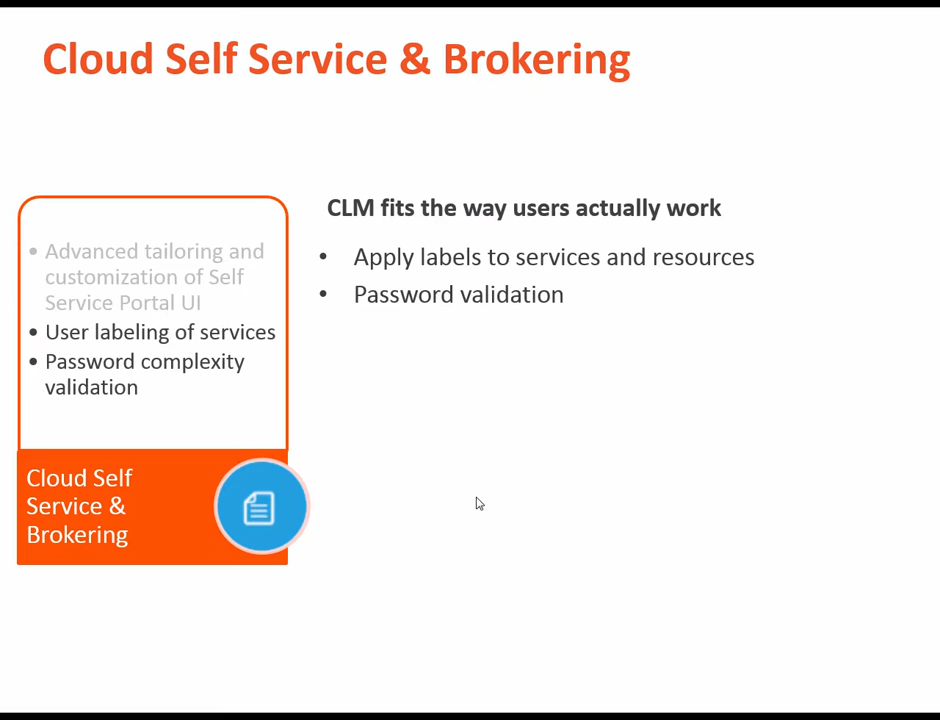 Cloud Self Service & Brokering
• Advanced tailoring and
customization of Self
Service Portal UI
• User labeling of services
• Password complexity
validation
Cloud Self
Service &
Brokering
CLM fits the way users actually work
• Apply labels to services and resources
• Password validation